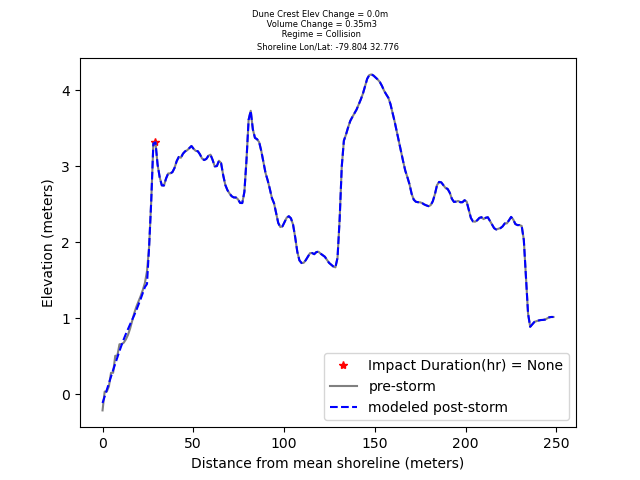 Dune Crest Elev Change = 0.0m
Volume Change = 0.35m3
Regime = Collision
Shoreline Lon/Lat: -79.804 32.776
4
3
2
1
0
Elevation (meters)
Impact Duration(hr) = None
pre-storm
modeled post-storm
0 50 100 150 200 250
Distance from mean shoreline (meters)